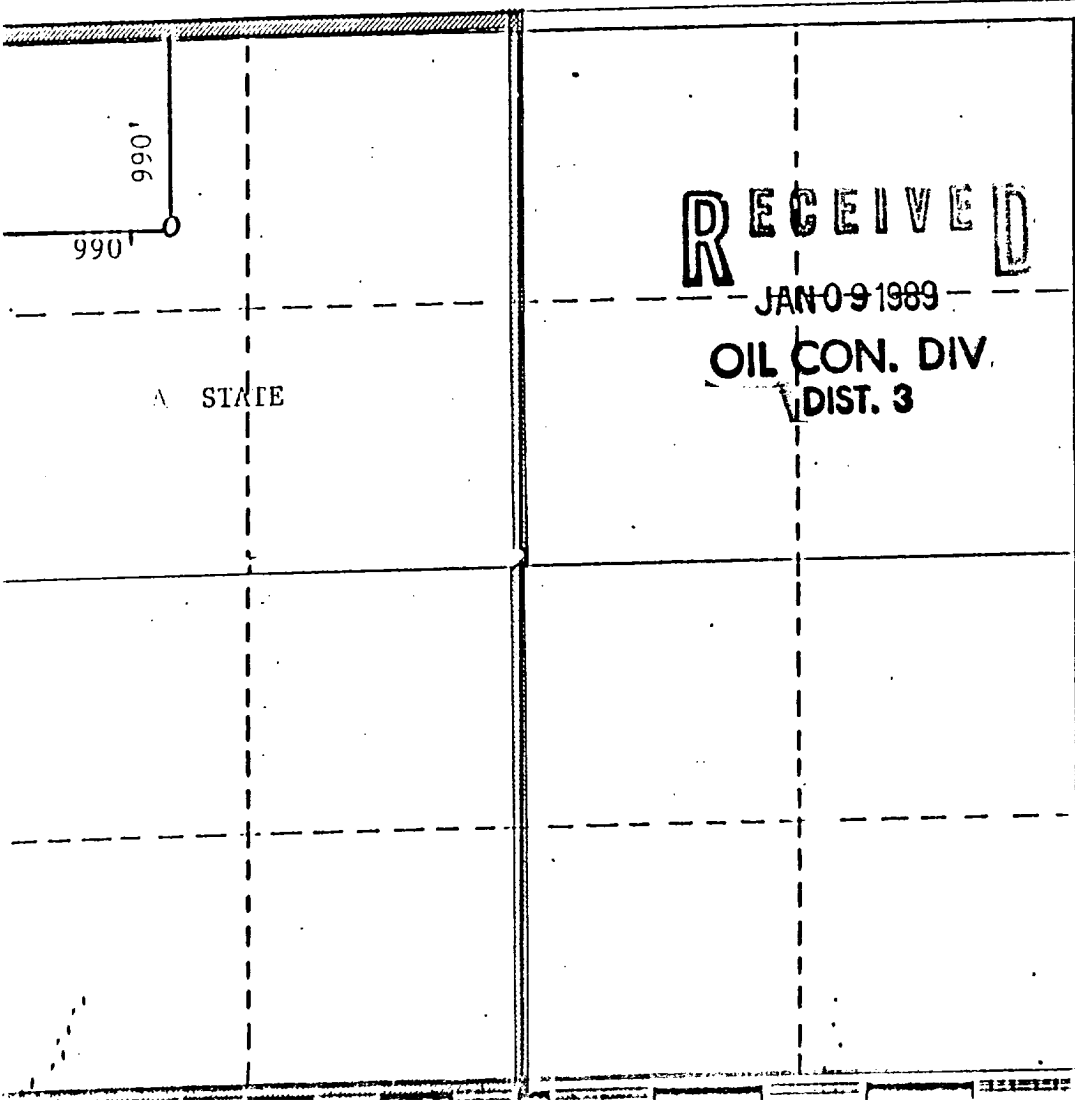 990'
990'
RECEIVED
JAN 09 1989
OIL CON. DIV.
DIST. 3
A STATE